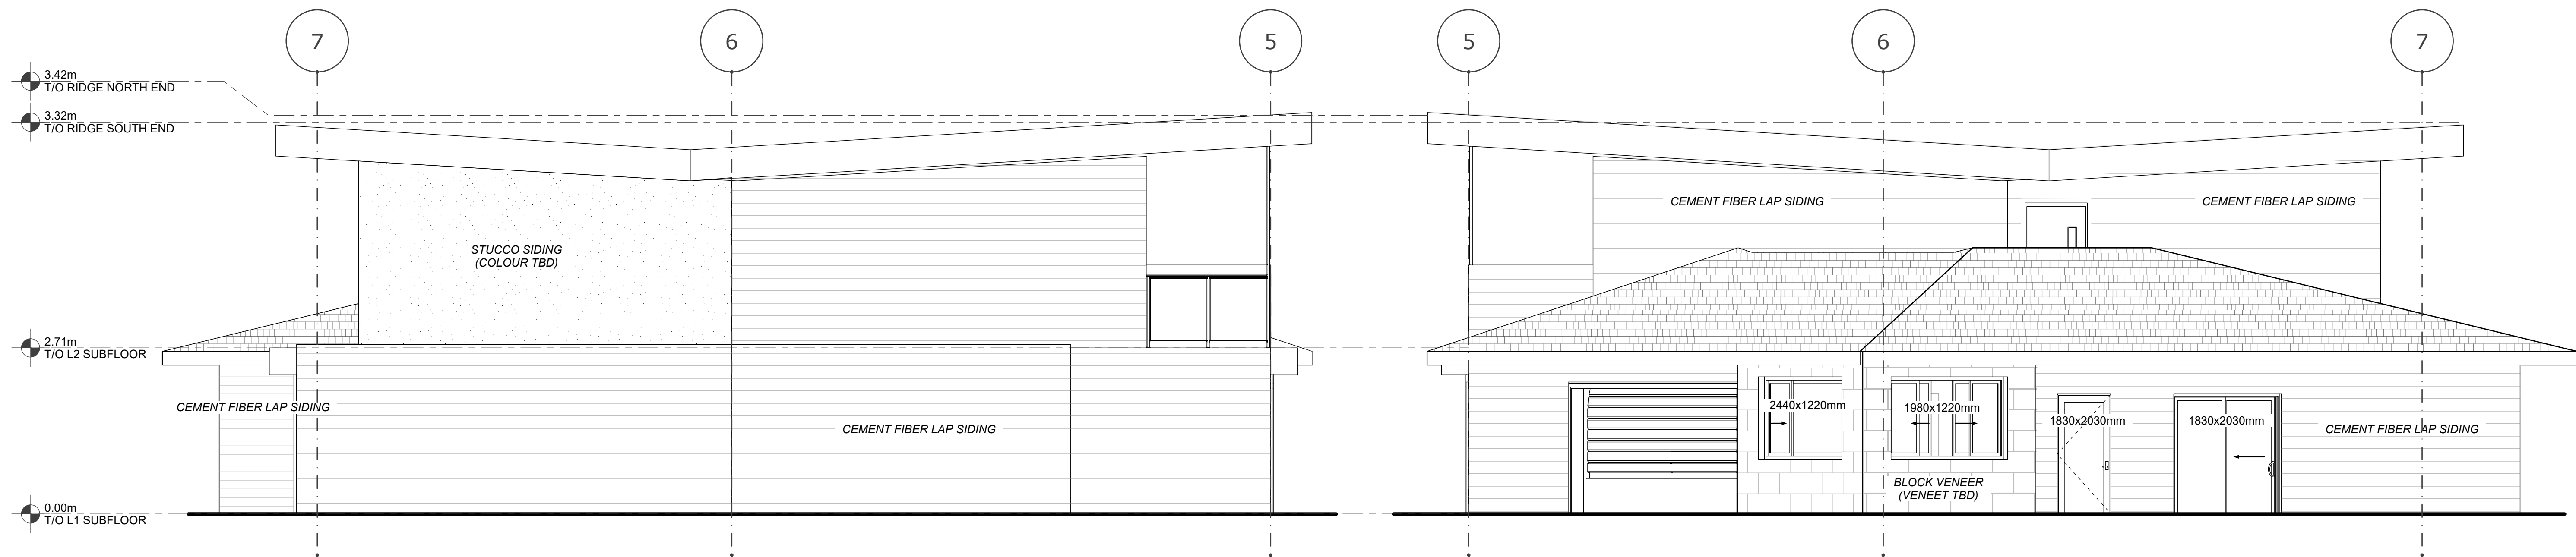 7
6
5
5
6
7
3.42m
T/O RIDGE NORTH END
3.32m
T/O RIDGE SOUTH END
CEMENT FIBER LAP SIDING
CEMENT FIBER LAP SIDING
STUCCO SIDING
(COLOUR TBD)
2.71m
T/O L2 SUBFLOOR
CEMENT FIBER LAP SIDING
CEMENT FIBER LAP SIDING
2440x1220mm
1980x1220mm
1830x2030mm
1830x2030mm
CEMENT FIBER LAP SIDING
BLOCK VENEER
(VENEET TBD)
0.00m
T/O L1 SUBFLOOR